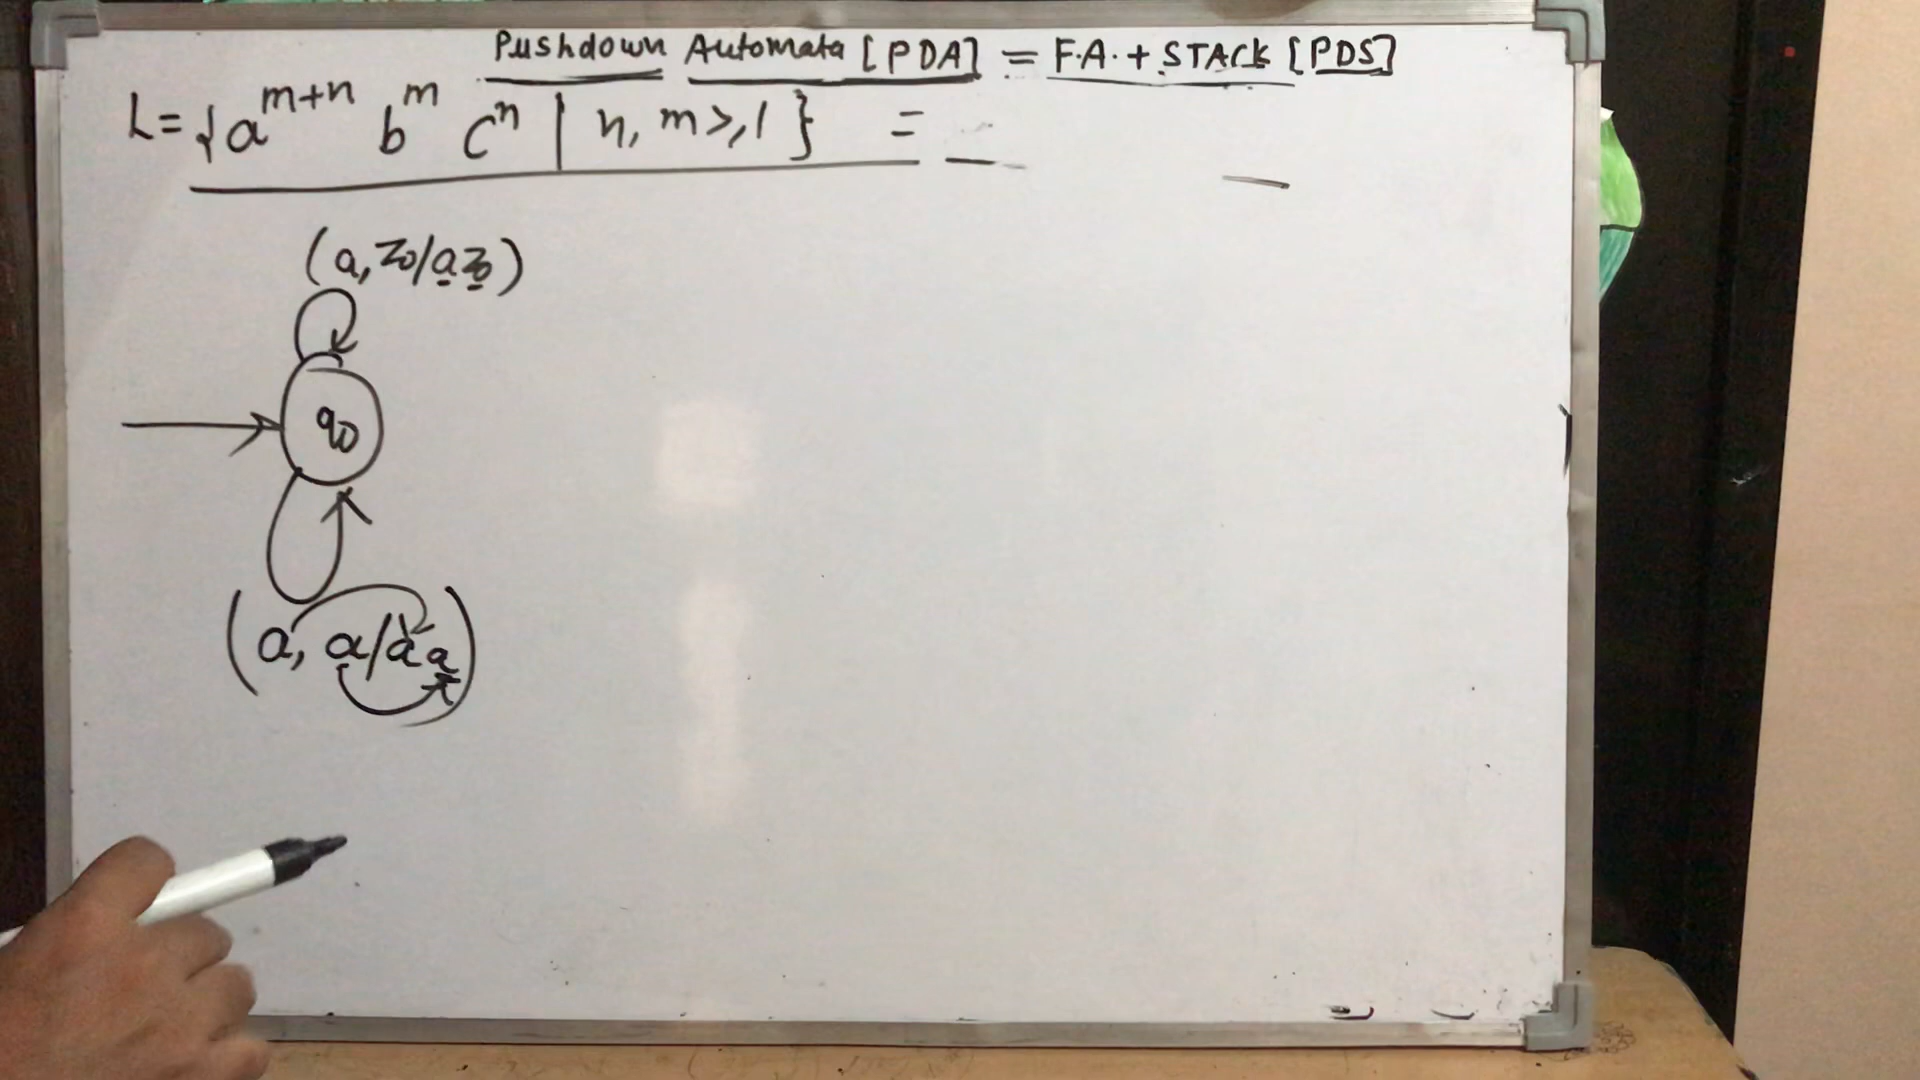 Pushdown Automata [PDA] = F.A. + STACK [PDS]
L = {a^{m+n} b^m c^n | n, m >, 1} =
(a, z₀/az₀)
q₀
(a, a/aa)